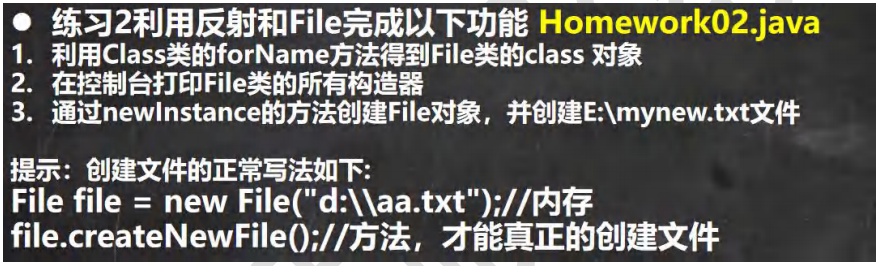 ● 练习2利用反射和File完成以下功能 Homework02.java
1. 利用Class类的forName方法得到File类的class 对象
2. 在控制台打印File类的所有构造器
3. 通过newInstance的方法创建File对象，并创建E:\mynew.txt文件
提示：创建文件的正常写法如下:
File file = new File("d:\\aa.txt");//内存
file.createNewFile();//方法，才能真正的创建文件